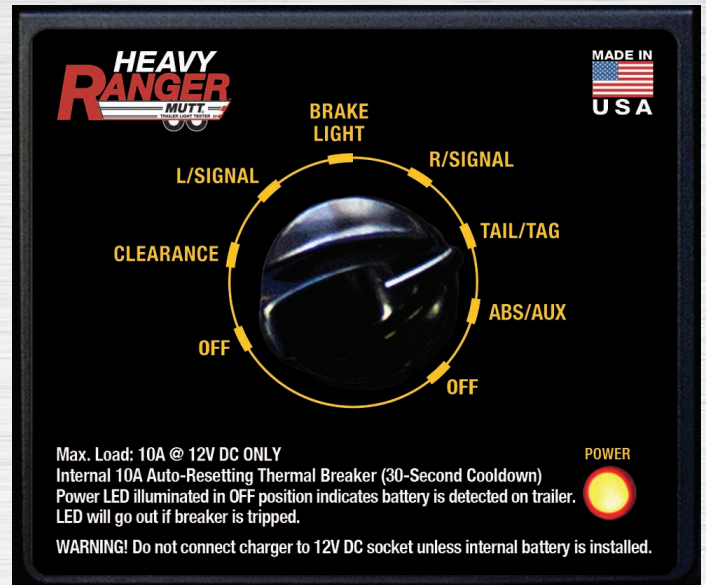 HEAVY
RANGER
MUTT.
TRAILER LIGHT TESTER
MADE IN
USA
BRAKE
LIGHT
L/SIGNAL
R/SIGNAL
CLEARANCE
TAIL/TAG
OFF
ABS/AUX
OFF
Max. Load: 10A @ 12V DC ONLY
POWER
Internal 10A Auto-Resetting Thermal Breaker (30-Second Cooldown)
Power LED illuminated in OFF position indicates battery is detected on trailer.
LED will go out if breaker is tripped.
WARNING! Do not connect charger to 12V DC socket unless internal battery is installed.